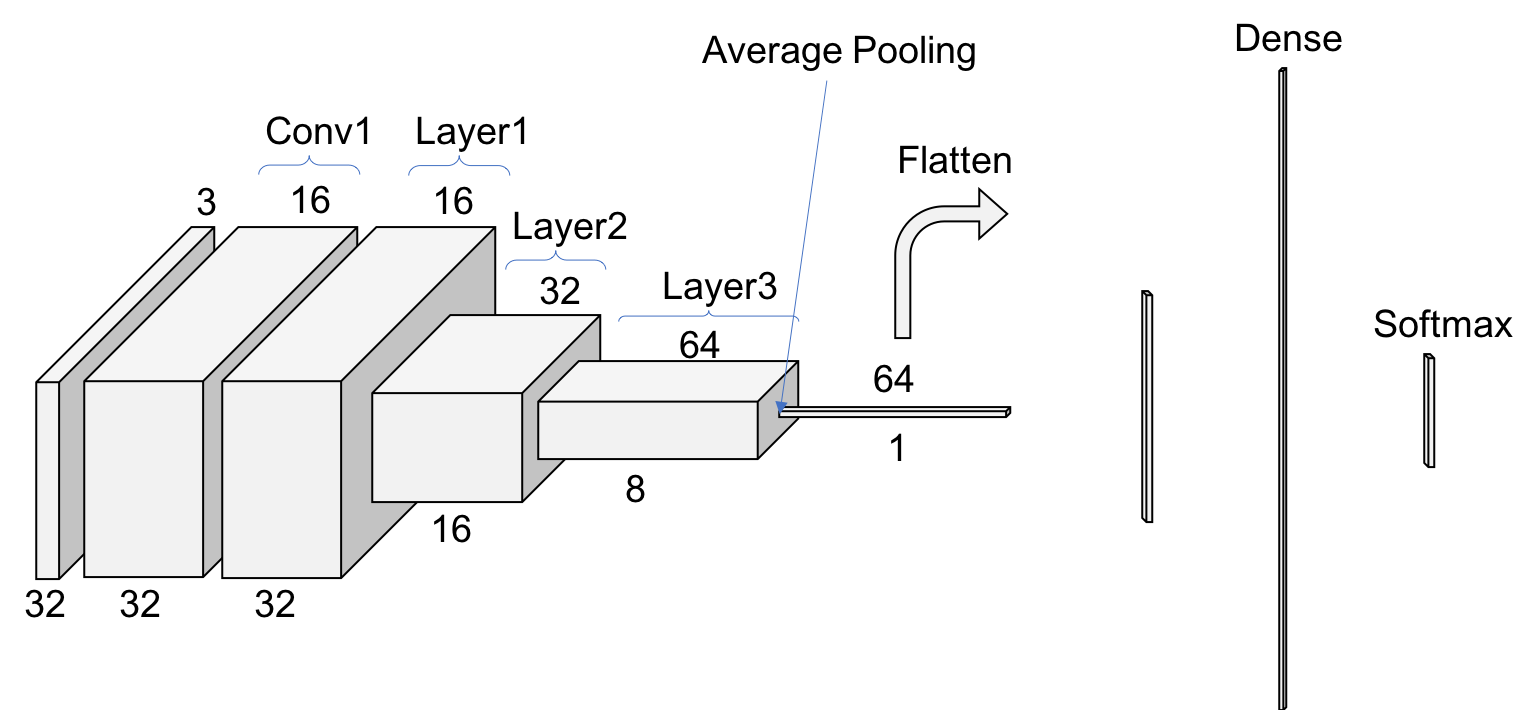 Dense
Average Pooling
Conv1
Layer1
Flatten
3
16
16
Layer2
32
Layer3
64
Softmax
64
1
8
16
32
32
32